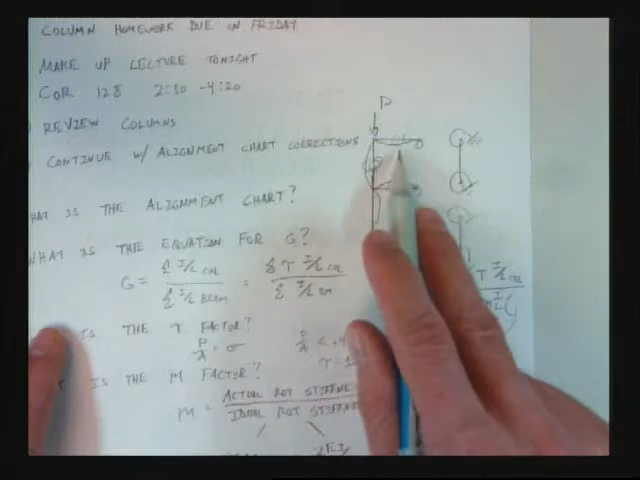 COLUMN HOMEWORK DUE ON FRIDAY
MAKE UP LECTURE TONIGHT
COR 128 2:30 - 4:20
REVIEW COLUMNS
CONTINUE W/ ALIGNMENT CHART CORRECTIONS
P
HAT IS THE ALIGNMENT CHART?
WHAT IS THE EQUATION FOR G?
G = Σ I/L COL / Σ I/L BEAM = Σ τ I/L COL / Σ I/L BM
IS THE τ FACTOR?
P/A = σ P/A <
IS THE M FACTOR?
M = ACTUAL ROT STIFFNE / IDEAL ROT STIFFNE